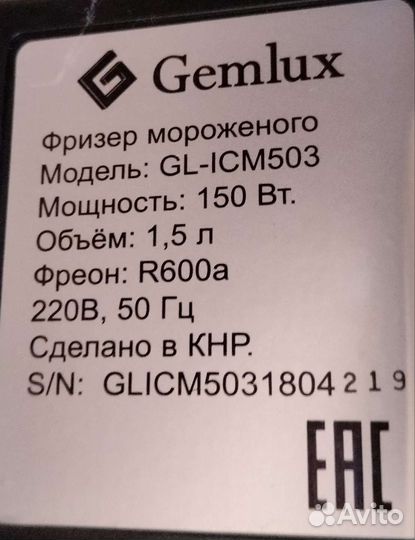 Gemlux
Фризер мороженого
Модель: GL-ICM503
Мощность: 150 Вт.
Объём: 1,5 л
Фреон: R600a
220В, 50 Гц
Сделано в КНР.
S/N: GLICM5031804219
EAC
Avito